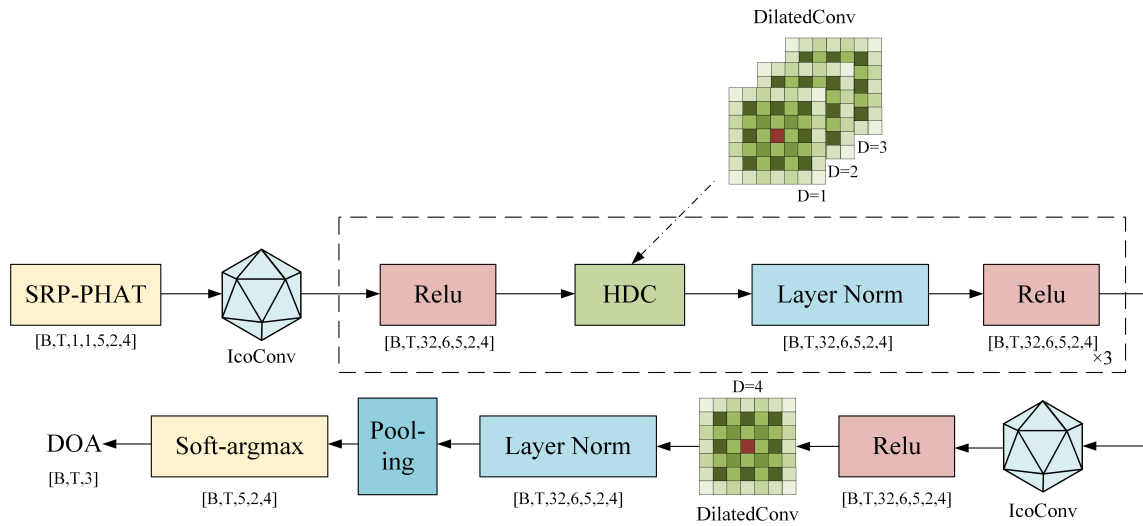 DilatedConv
D=3
D=2
D=1
SRP-PHAT
[B,T,1,1,5,2,4]
IcoConv
Relu
[B,T,32,6,5,2,4]
HDC
Layer Norm
[B,T,32,6,5,2,4]
Relu
[B,T,32,6,5,2,4]
×3
DOA
[B,T,3]
Soft-argmax
[B,T,5,2,4]
Pool-
ing
Layer Norm
[B,T,32,6,5,2,4]
D=4
DilatedConv
Relu
[B,T,32,6,5,2,4]
IcoConv